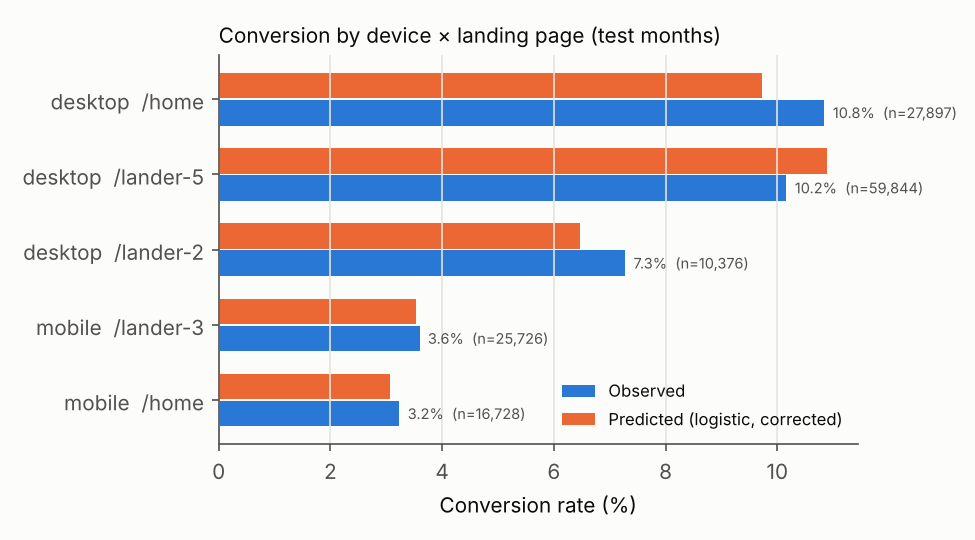 Conversion by device × landing page (test months)
desktop /home
10.8% (n=27,897)
desktop /lander-5
10.2% (n=59,844)
desktop /lander-2
7.3% (n=10,376)
mobile /lander-3
3.6% (n=25,726)
mobile /home
3.2% (n=16,728)
Observed
Predicted (logistic, corrected)
0 2 4 6 8 10
Conversion rate (%)